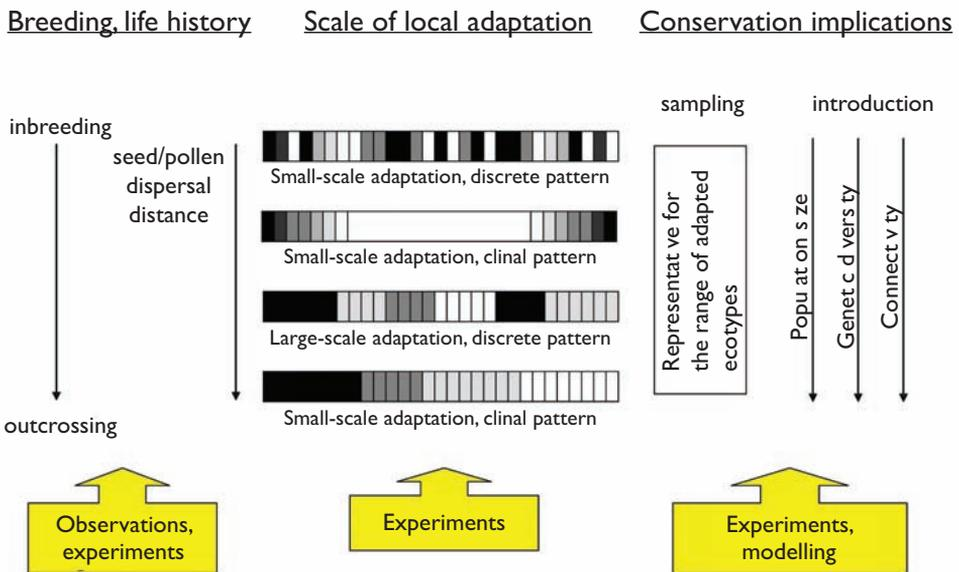 Breeding, life history
Scale of local adaptation
Conservation implications
sampling
introduction
inbreeding
seed/pollen
dispersal
distance
outcrossing
Small-scale adaptation, discrete pattern
Small-scale adaptation, clinal pattern
Large-scale adaptation, discrete pattern
Small-scale adaptation, clinal pattern
Representat ve for
the range of adapted
ecotypes
Popu at on s ze
Genet c d vers ty
Connect v ty
Observations,
experiments
Experiments
Experiments,
modelling